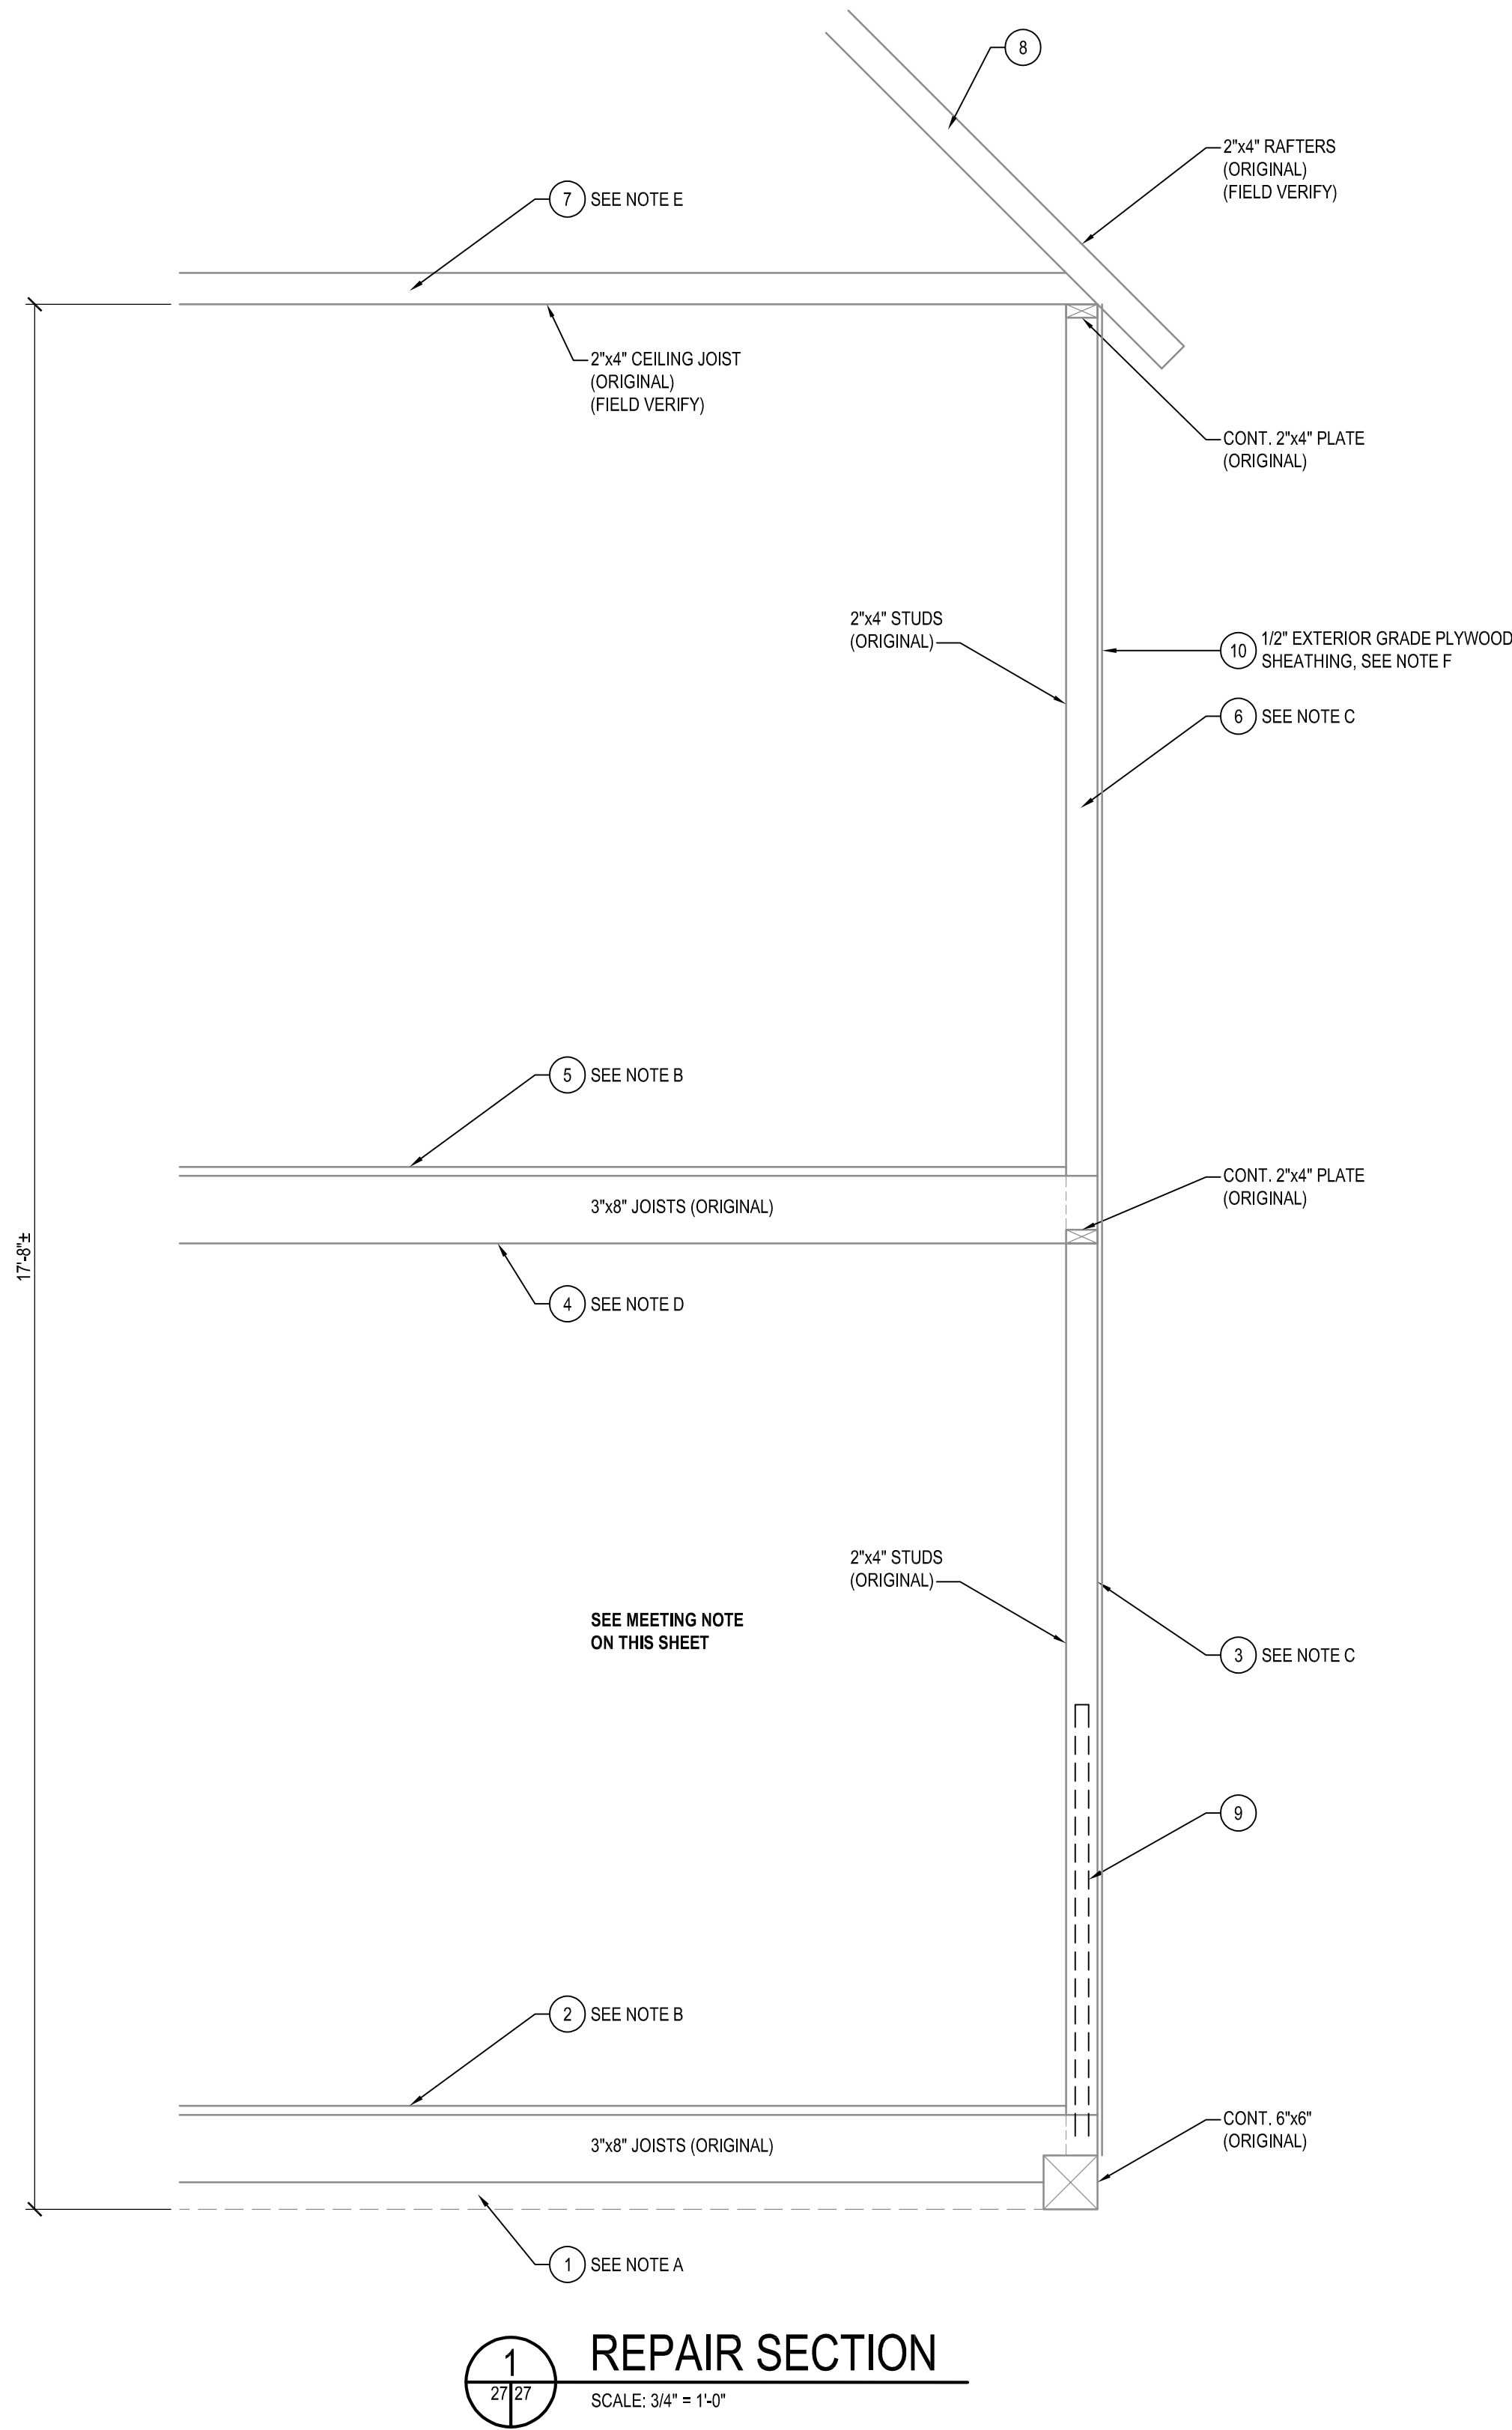 8
2"x4" RAFTERS
(ORIGINAL)
(FIELD VERIFY)
7 SEE NOTE E
2"x4" CEILING JOIST
(ORIGINAL)
(FIELD VERIFY)
CONT. 2"x4" PLATE
(ORIGINAL)
2"x4" STUDS
(ORIGINAL)
10 1/2" EXTERIOR GRADE PLYWOOD
SHEATHING, SEE NOTE F
6 SEE NOTE C
5 SEE NOTE B
CONT. 2"x4" PLATE
(ORIGINAL)
3"x8" JOISTS (ORIGINAL)
17'-8"±
4 SEE NOTE D
2"x4" STUDS
(ORIGINAL)
SEE MEETING NOTE
ON THIS SHEET
3 SEE NOTE C
9
2 SEE NOTE B
CONT. 6"x6"
(ORIGINAL)
3"x8" JOISTS (ORIGINAL)
1 SEE NOTE A
1 REPAIR SECTION
27 27 SCALE: 3/4" = 1'-0"